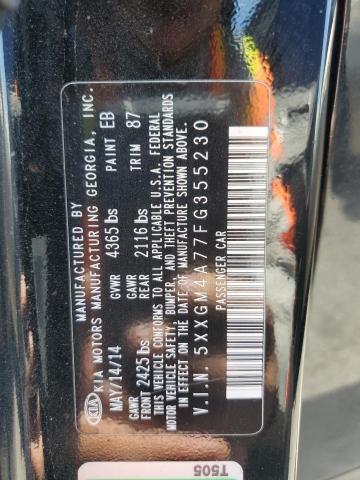 MANUFACTURED BY
KIA KIA MOTORS MANUFACTURING GEORGIA, INC.
MAY/14/14 GVWR 4365 lbs PAINT EB
GAWR FRONT 2425 lbs GAWR REAR 2116 lbs TRIM 87
THIS VEHICLE CONFORMS TO ALL APPLICABLE U.S.A. FEDERAL
MOTOR VEHICLE SAFETY, BUMPER, AND THEFT PREVENTION STANDARDS
IN EFFECT ON THE DATE OF MANUFACTURE SHOWN ABOVE.
V.I.N. 5XXGM4A77FG355230
PASSENGER CAR
T505